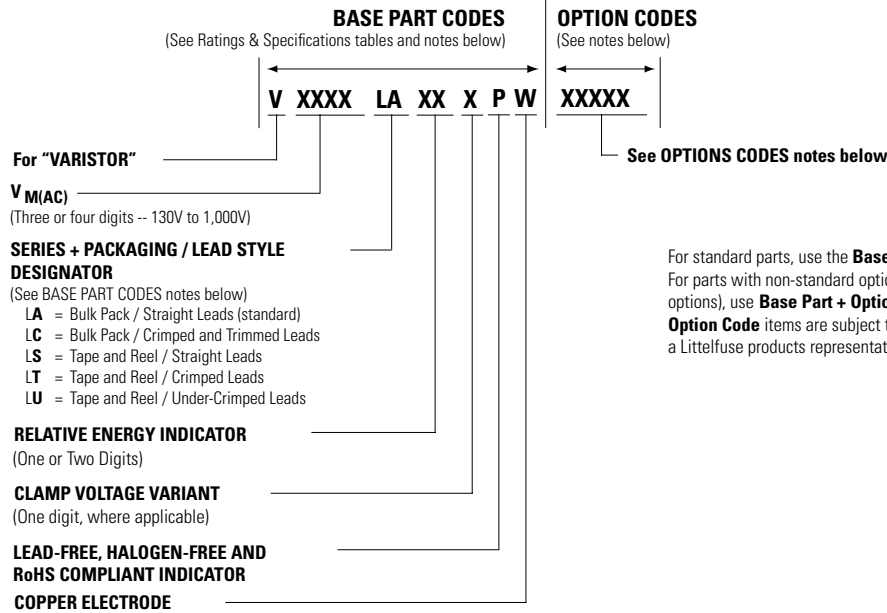 BASE PART CODES
(See Ratings & Specifications tables and notes below)
OPTION CODES
(See notes below)
V XXXX LA XX X P W XXXXX
For “VARISTOR”
See OPTIONS CODES notes below
V M(AC)
(Three or four digits -- 130V to 1,000V)
SERIES + PACKAGING / LEAD STYLE
DESIGNATOR
(See BASE PART CODES notes below)
LA = Bulk Pack / Straight Leads (standard)
LC = Bulk Pack / Crimped and Trimmed Leads
LS = Tape and Reel / Straight Leads
LT = Tape and Reel / Crimped Leads
LU = Tape and Reel / Under-Crimped Leads
RELATIVE ENERGY INDICATOR
(One or Two Digits)
CLAMP VOLTAGE VARIANT
(One digit, where applicable)
LEAD-FREE, HALOGEN-FREE AND
RoHS COMPLIANT INDICATOR
COPPER ELECTRODE
For standard parts, use the Base
For parts with non-standard
options), use Base Part +
Option Code items are subject
a Littelfuse products